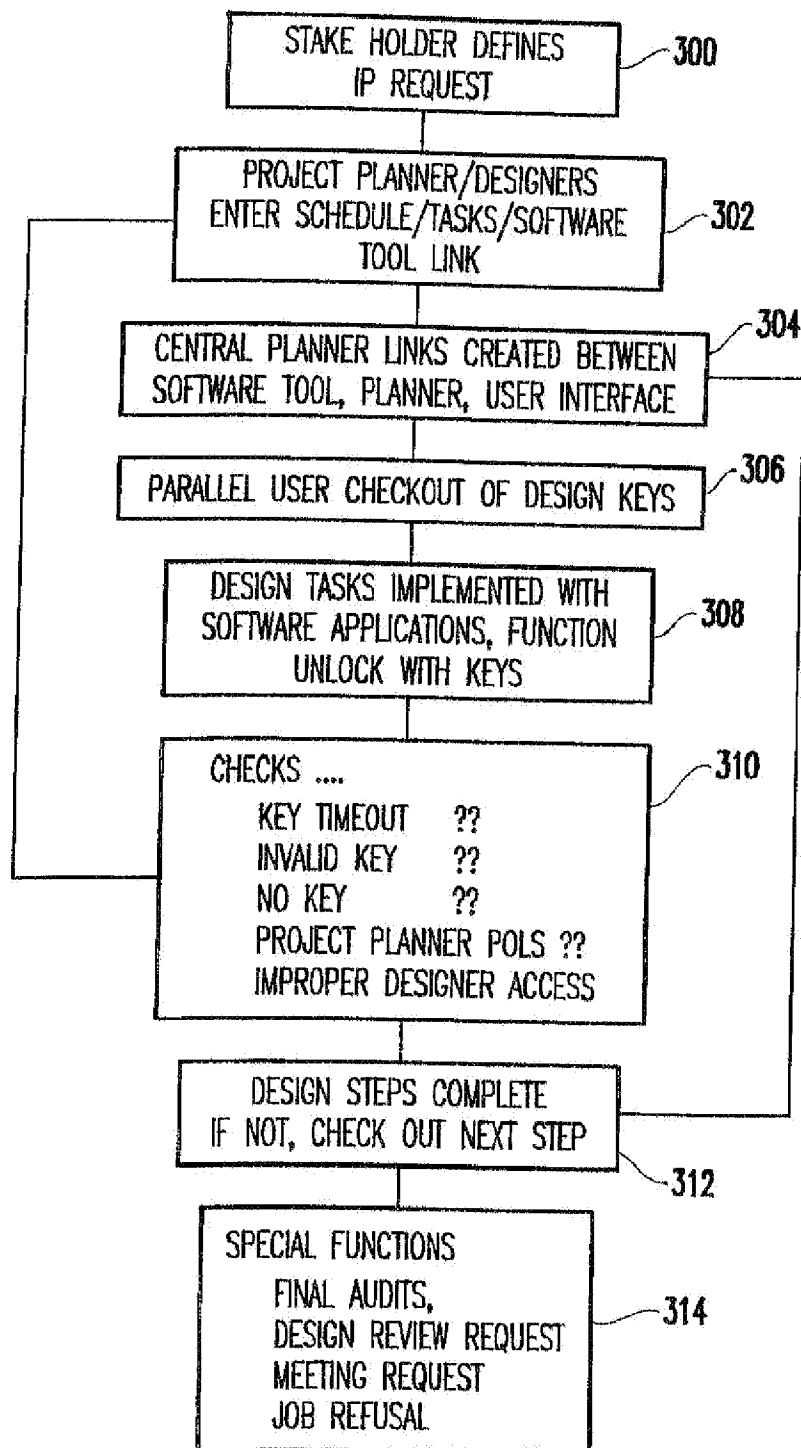 STAKE HOLDER DEFINES
IP REQUEST
300
PROJECT PLANNER/DESIGNERS
ENTER SCHEDULE/TASKS/SOFTWARE
TOOL LINK
302
CENTRAL PLANNER LINKS CREATED BETWEEN
SOFTWARE TOOL, PLANNER, USER INTERFACE
304
PARALLEL USER CHECKOUT OF DESIGN KEYS
306
DESIGN TASKS IMPLEMENTED WITH
SOFTWARE APPLICATIONS, FUNCTION
UNLOCK WITH KEYS
308
CHECKS ....
KEY TIMEOUT ??
INVALID KEY ??
NO KEY ??
PROJECT PLANNER POLS ??
IMPROPER DESIGNER ACCESS
310
DESIGN STEPS COMPLETE
IF NOT, CHECK OUT NEXT STEP
312
SPECIAL FUNCTIONS
FINAL AUDITS,
DESIGN REVIEW REQUEST
MEETING REQUEST
JOB REFUSAL
314